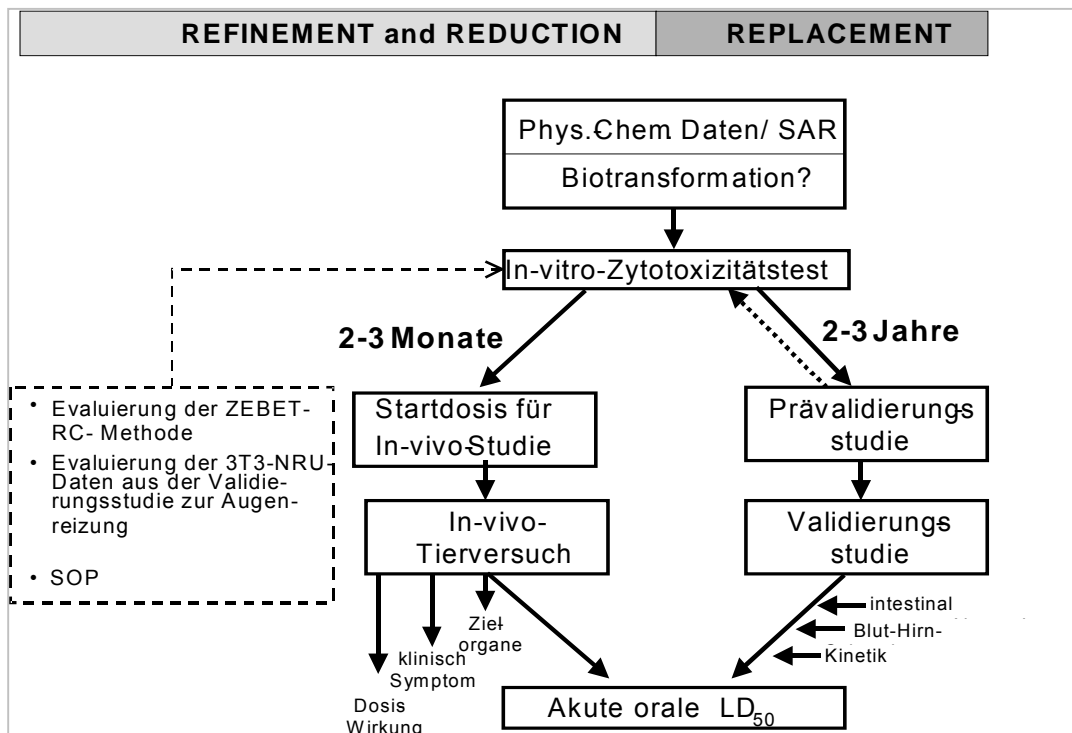 REFINEMENT and REDUCTION
REPLACEMENT
Phys.-Chem. Daten/ SAR
Biotransformation?
In-vitro-Zytotoxizitätstest
2-3 Monate
2-3 Jahre
• Evaluierung der ZEBET-
RC- Methode
• Evaluierung der 3T3-NRU-
Daten aus der Validie-
rungsstudie zur Augen-
reizung
• SOP
Startdosis für
In-vivo-Studie
Prävalidierungs-
studie
In-vivo-
Tierversuch
Validierungs-
studie
Ziel-
organe
klinisch
Symptom
Dosis
Wirkung
intestinal
Blut-Hirn-
Kinetik
Akute orale LD50